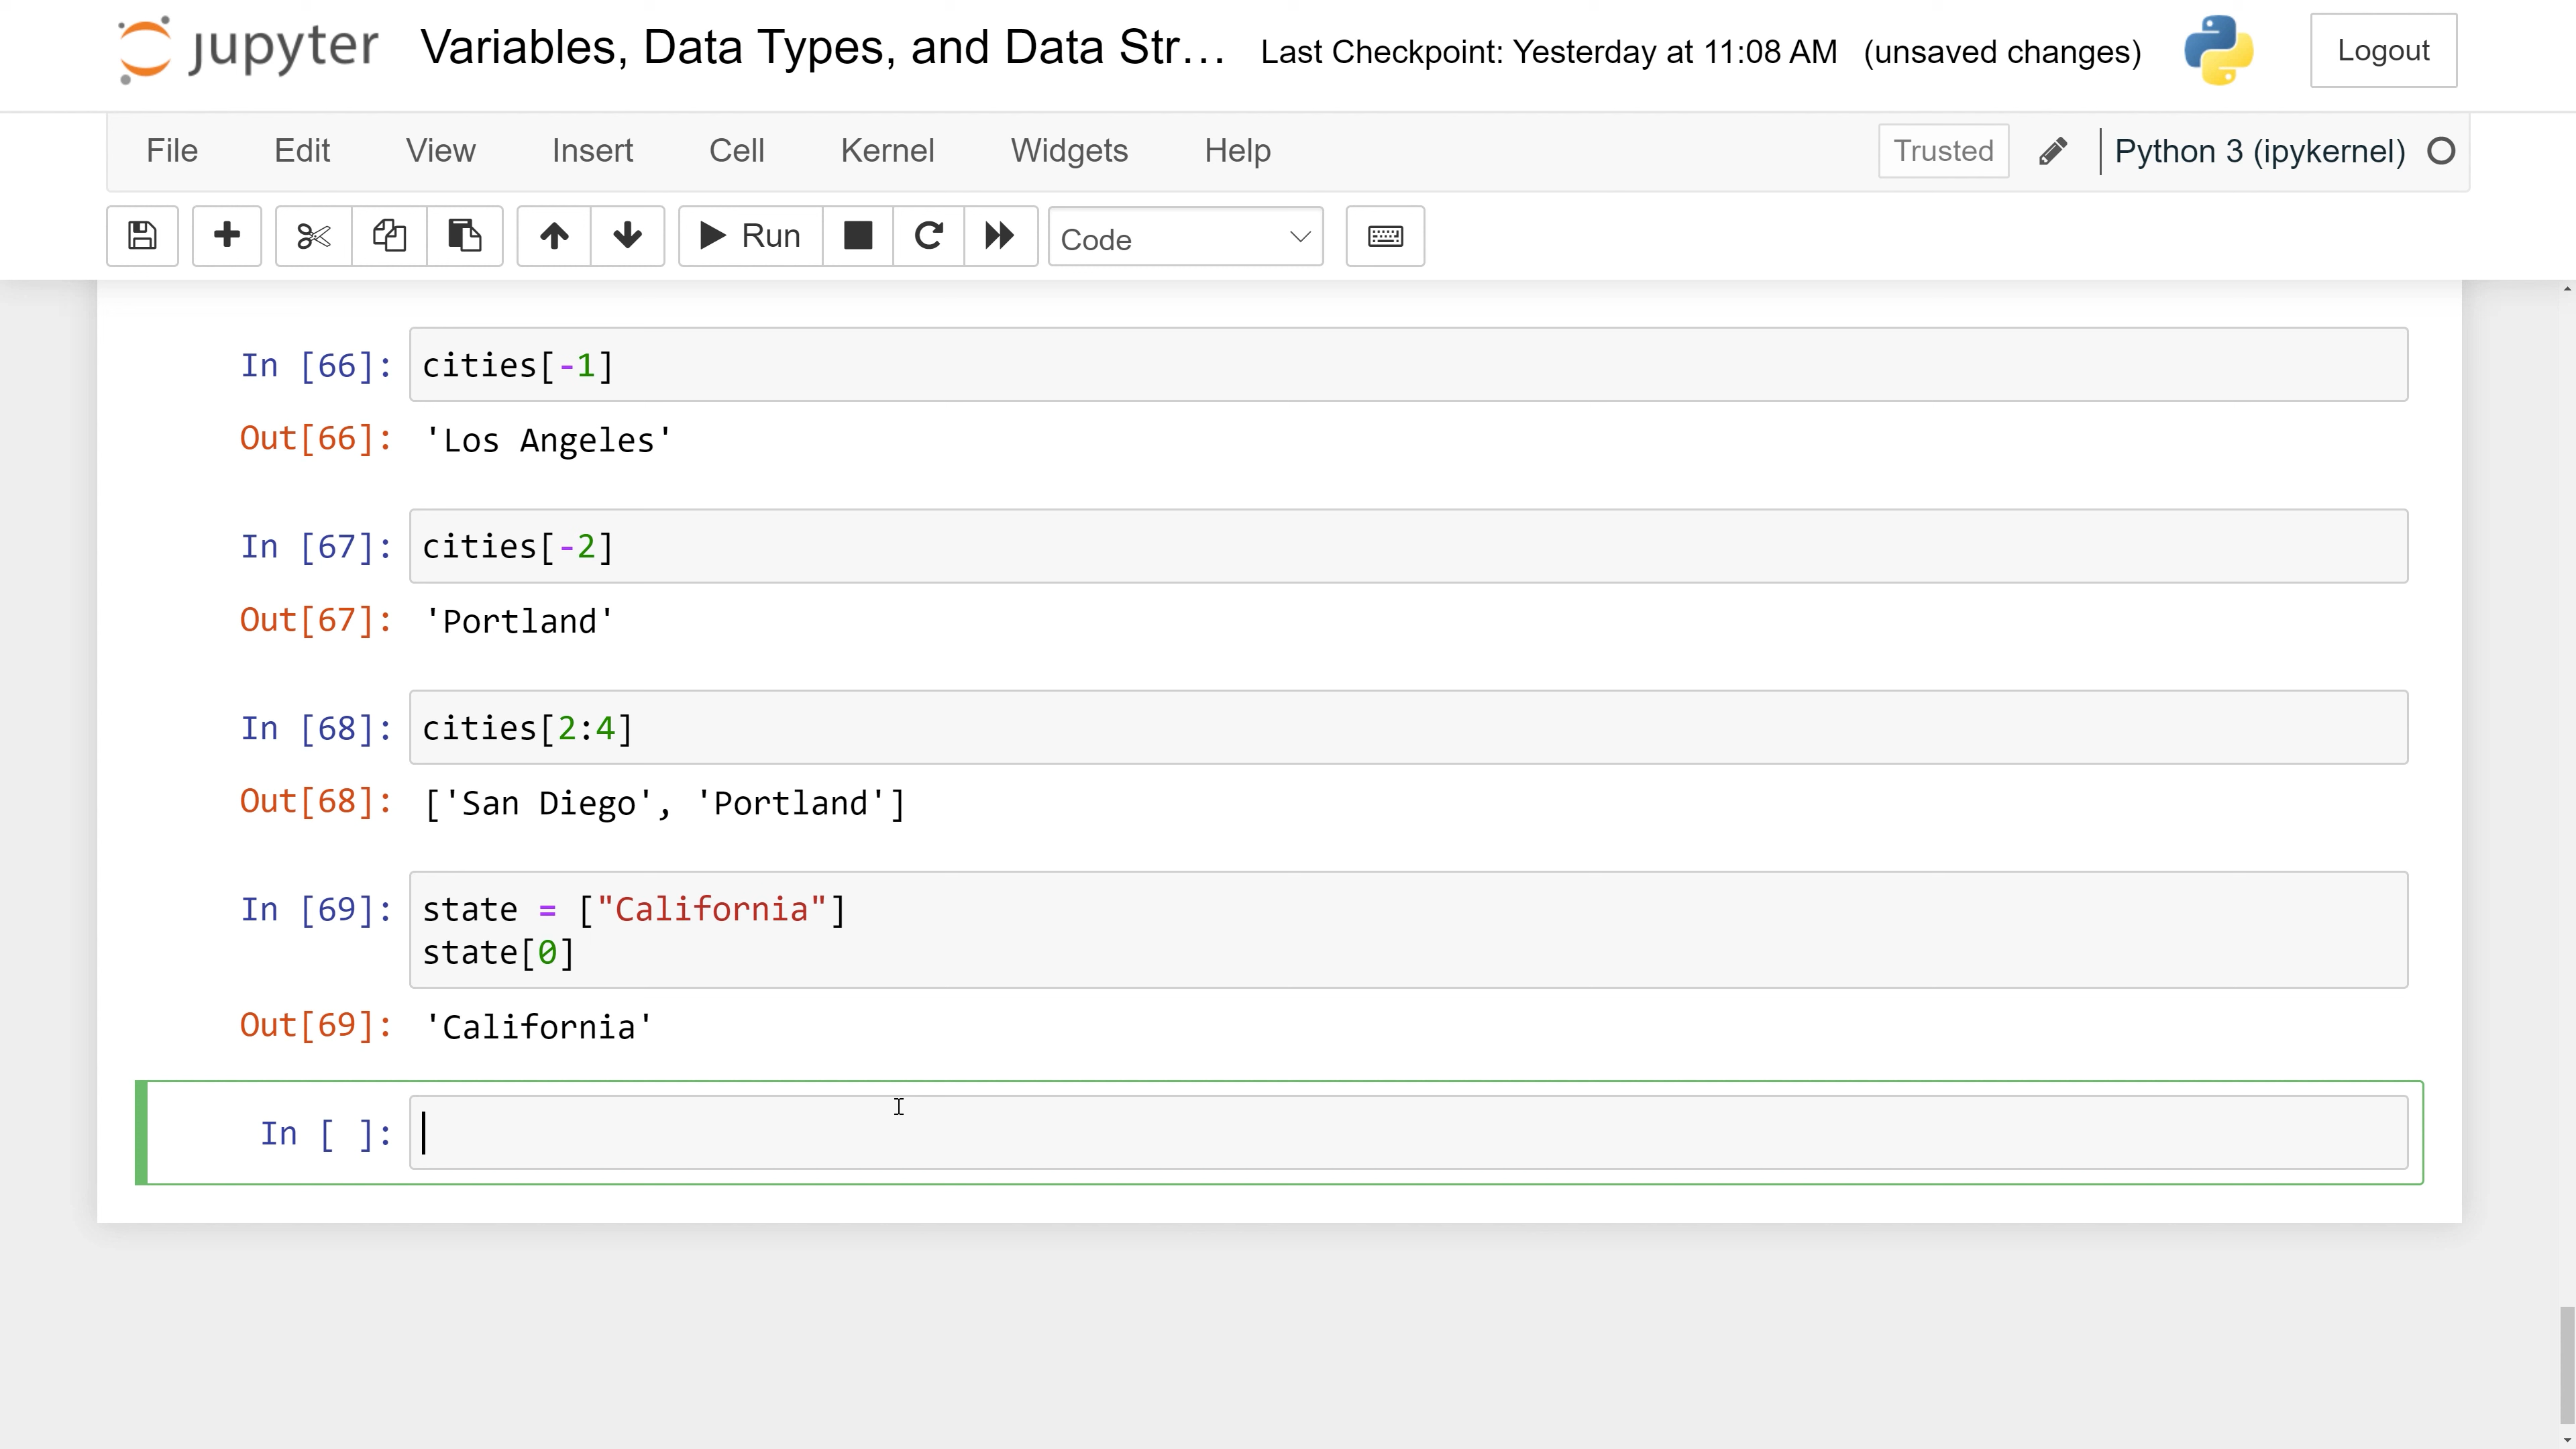 jupyter Variables, Data Types, and Data Str... Last Checkpoint: Yesterday at 11:08 AM (unsaved changes) Logout
File Edit View Insert Cell Kernel Widgets Help Trusted Python 3 (ipykernel)
Run Code
In [66]: cities[-1]
Out[66]: 'Los Angeles'
In [67]: cities[-2]
Out[67]: 'Portland'
In [68]: cities[2:4]
Out[68]: ['San Diego', 'Portland']
In [69]: state = ["California"]
state[0]
Out[69]: 'California'
In [ ]: